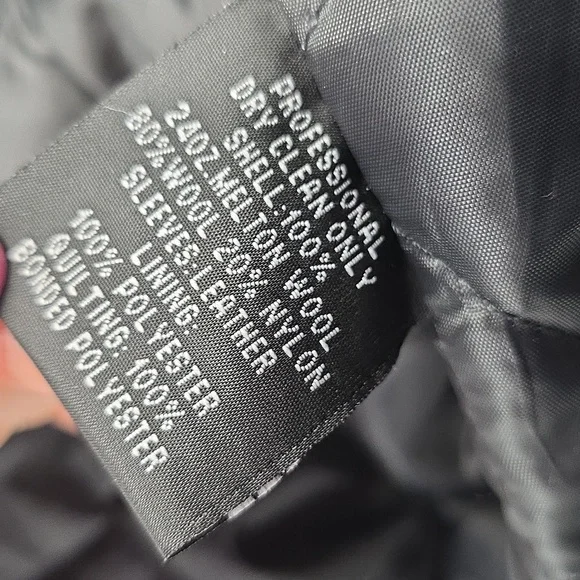 PROFESSIONAL
DRY CLEAN ONLY
SHELL:100%
24OZ.MELTON WOOL
80%WOOL 20% NYLON
SLEEVES:LEATHER
LINING:
100% POLYESTER
QUILTING: 100%
BONDED POLYESTER